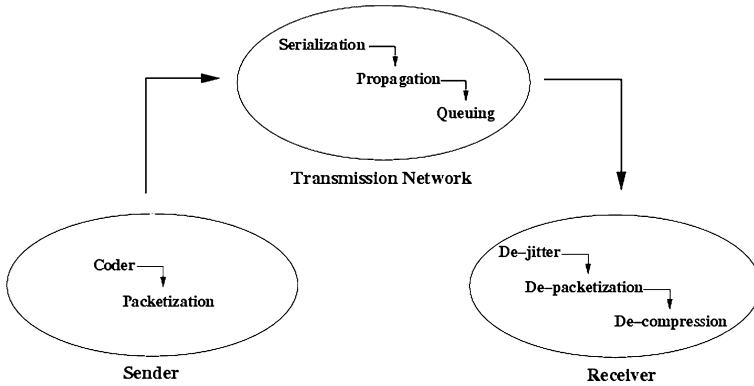 Serialization
Propagation
Queuing
Transmission Network
Coder
Packetization
Sender
De-jitter
De-packetization
De-compression
Receiver